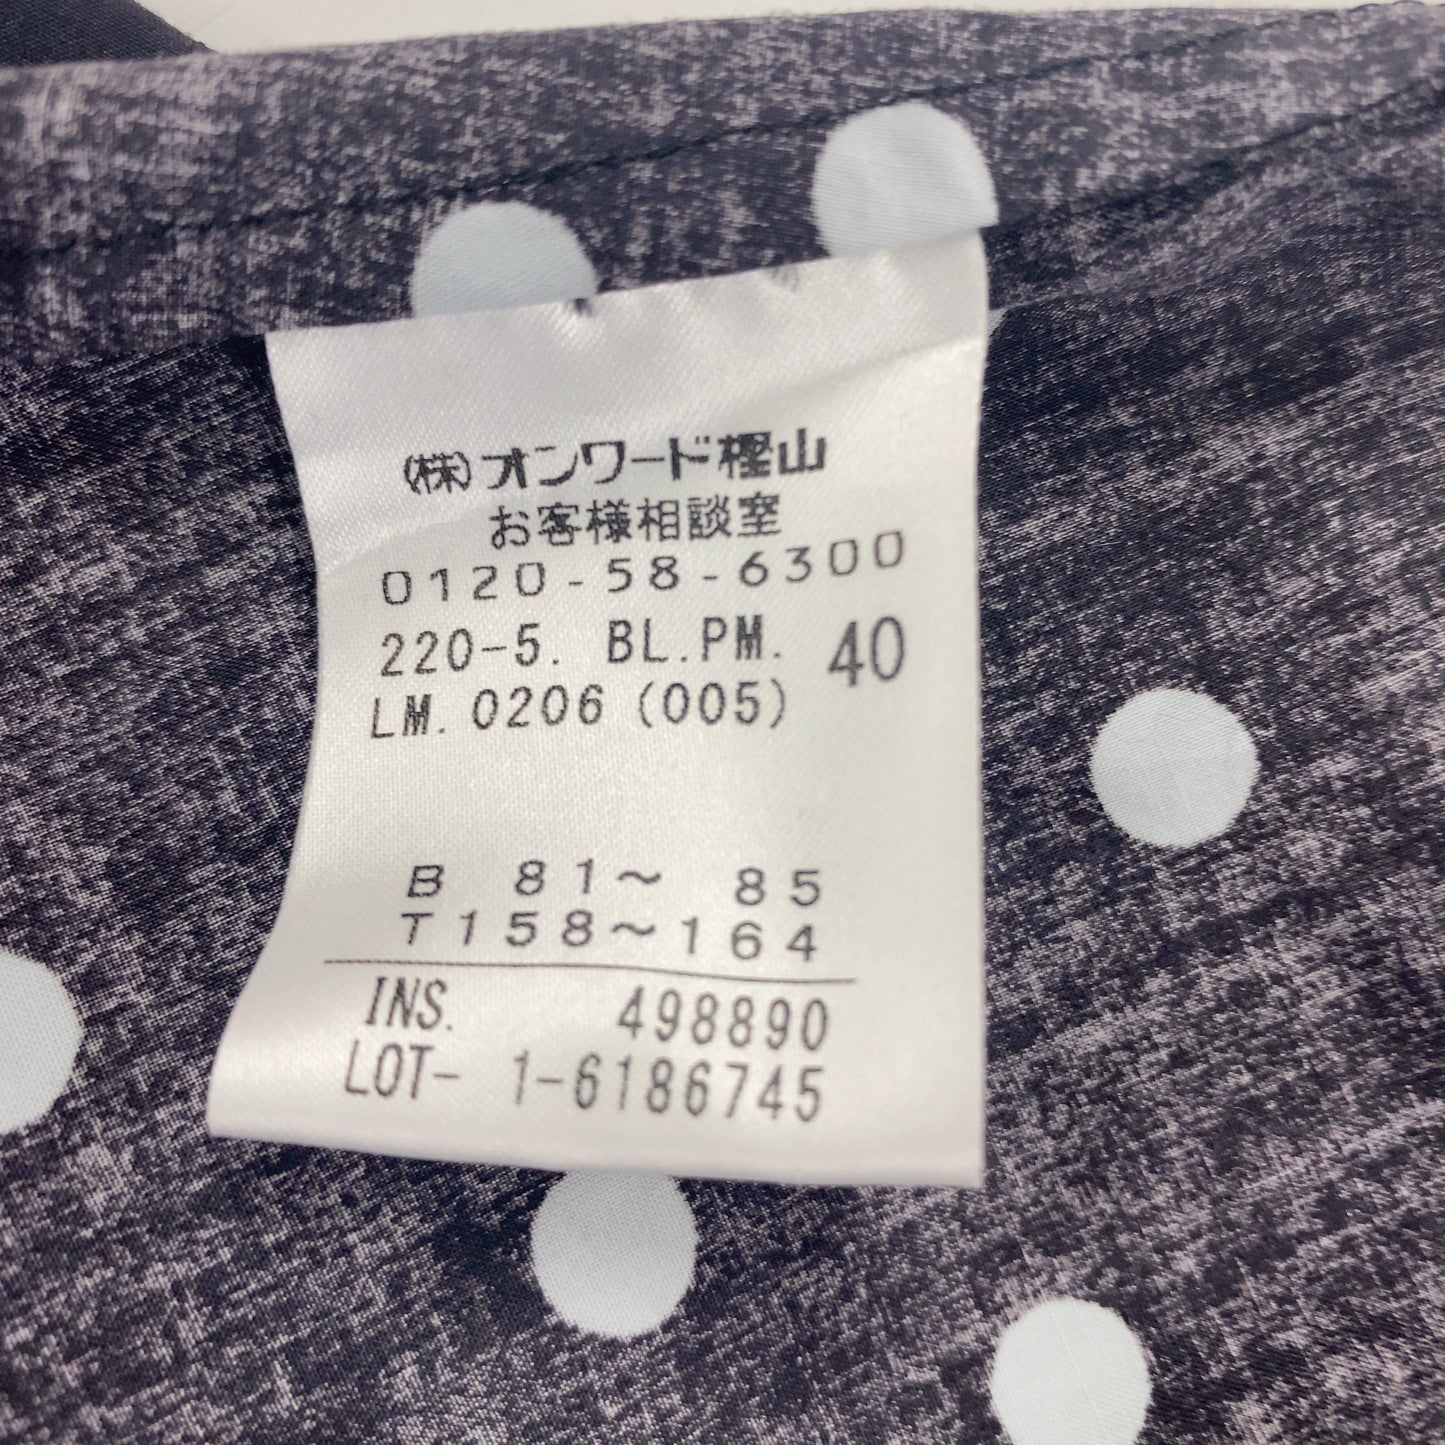 (株)オンワード樫山
お客様相談室
0120-58-6300
220-5. BL.PM. 40
LM. 0206 (005)
B 81～ 85
T158～164
INS. 498890
LOT- 1-6186745